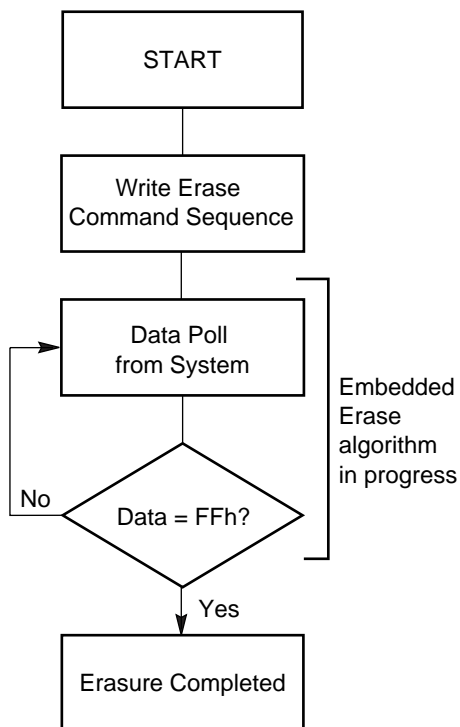 START
Write Erase
Command Sequence
Data Poll
from System
Embedded
Erase
algorithm
in progress
No
Data = FFh?
Yes
Erasure Completed